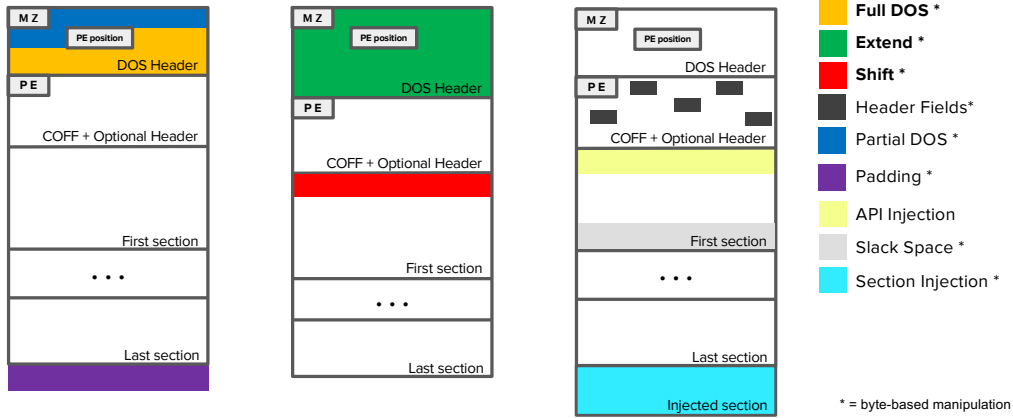 M Z
PE position
DOS Header
P E
COFF + Optional Header
First section
...
Last section
M Z
PE position
DOS Header
P E
COFF + Optional Header
First section
...
Last section
M Z
PE position
DOS Header
P E
COFF + Optional Header
First section
...
Last section
Injected section
Full DOS *
Extend *
Shift *
Header Fields*
Partial DOS *
Padding *
API Injection
Slack Space *
Section Injection *
* = byte-based manipulation